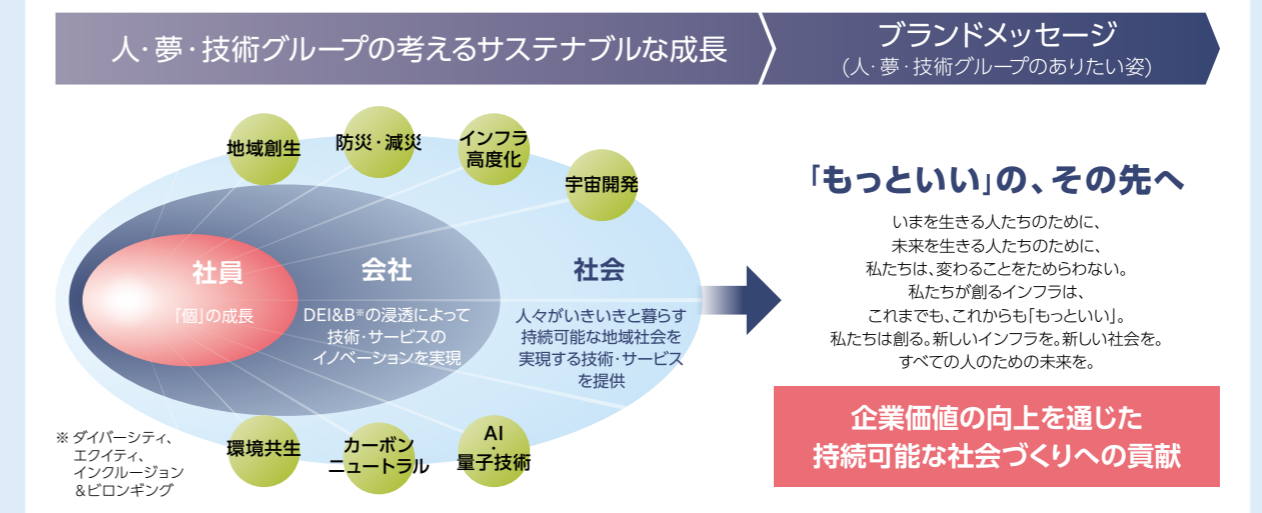 人・夢・技術グループの考えるサステナブルな成長
ブランドメッセージ
(人・夢・技術グループのありたい姿)
地域創生
防災・減災
インフラ
高度化
宇宙開発
社員
「個」の成長
会社
DEI&B※の浸透によって
技術・サービスの
イノベーションを実現
社会
人々がいきいきと暮らす
持続可能な地域社会を
実現する技術・サービス
を提供
環境共生
カーボン
ニュートラル
AI
・
量子技術
※ ダイバーシティ、
エクイティ、
インクルージョン
&ビロンギング
「もっといい」の、その先へ
いまを生きる人たちのために、
未来を生きる人たちのために、
私たちは、変わることをためらわない。
私たちが創るインフラは、
これまでも、これからも「もっといい」。
私たちは創る。新しいインフラを。新しい社会を。
すべての人のための未来を。
企業価値の向上を通じた
持続可能な社会づくりへの貢献